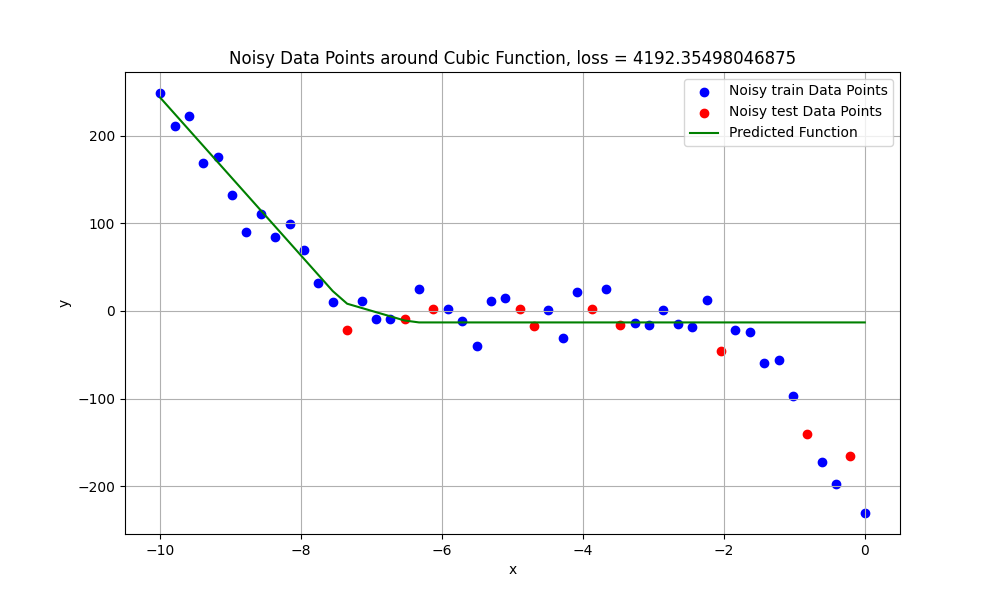 Noisy Data Points around Cubic Function, loss = 4192.35498046875
Noisy train Data Points
Noisy test Data Points
Predicted Function
y
200
100
0
−100
−200
−10
−8
−6
−4
−2
0
x